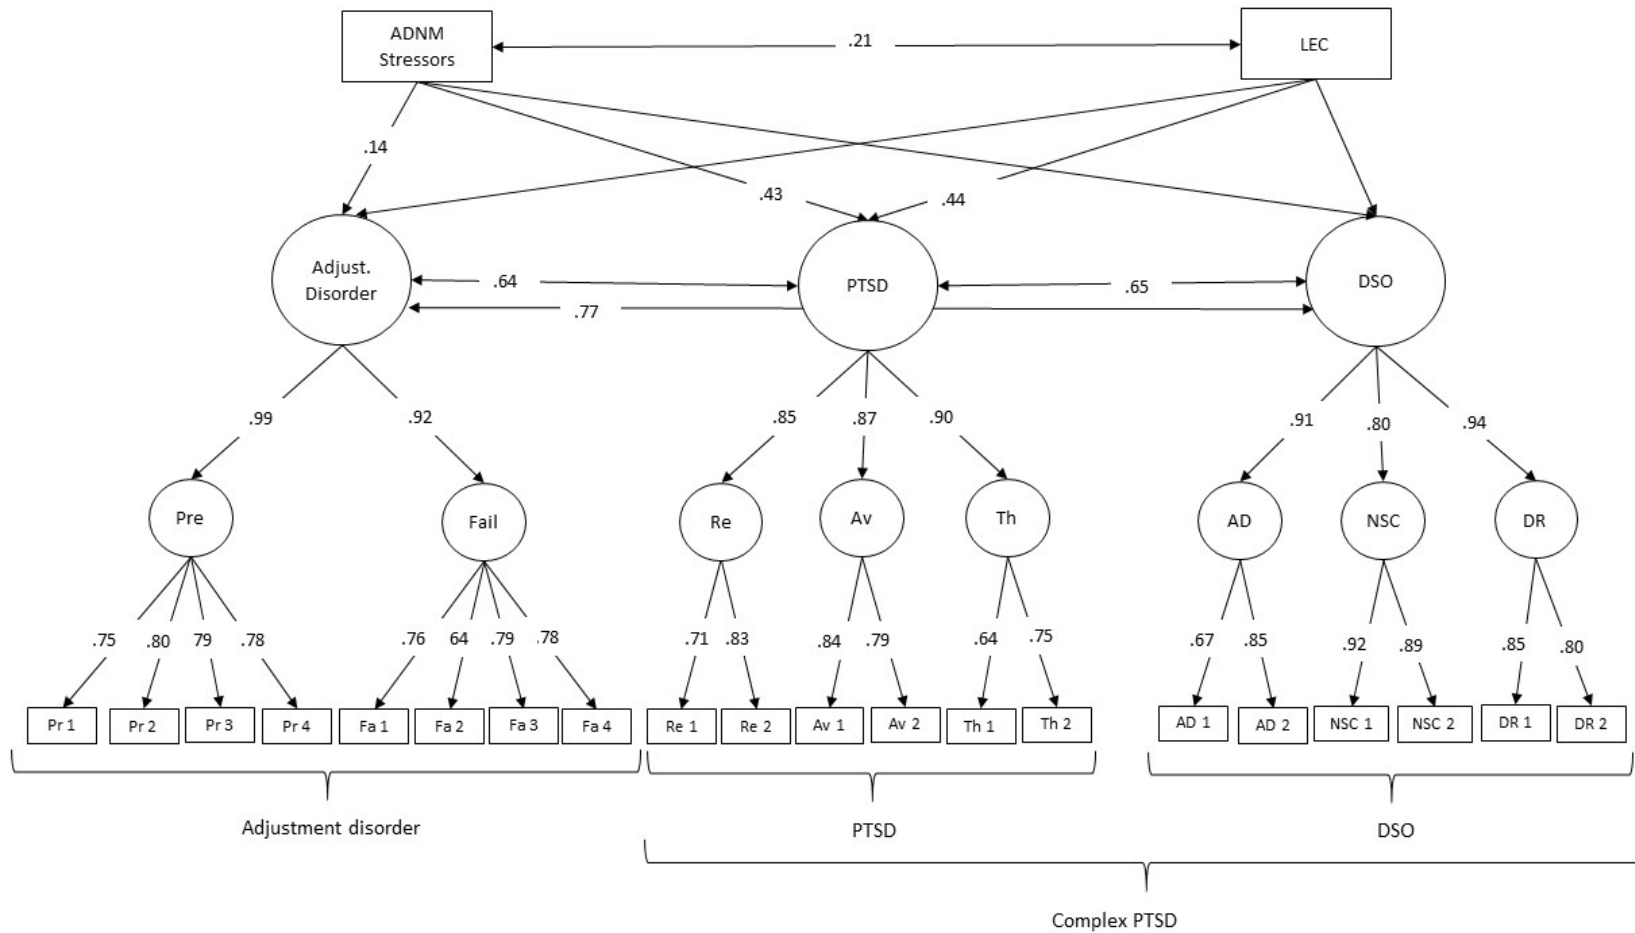 ADNM
Stressors
.21
LEC
.14
.43
.44
Adjust.
Disorder
.64
PTSD
.65
DSO
.77
.99
.92
.85
.87
.90
.91
.80
.94
Pre
Fail
Re
Av
Th
AD
NSC
DR
.75
.80
79
.78
.76
64
.79
.78
.71
.83
.84
.79
.64
.75
.67
.85
.92
.89
.85
.80
Pr 1
Pr 2
Pr 3
Pr 4
Fa 1
Fa 2
Fa 3
Fa 4
Re 1
Re 2
Av 1
Av 2
Th 1
Th 2
AD 1
AD 2
NSC 1
NSC 2
DR 1
DR 2
Adjustment disorder
PTSD
DSO
Complex PTSD